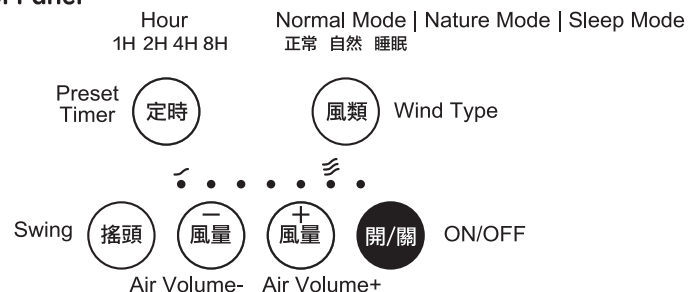 Hour Normal Mode | Nature Mode | Sleep Mode
1H 2H 4H 8H 正常 自然 睡眠
Preset
Timer 定時 風類 Wind Type
Swing 搖頭 − 風量 + 風量 開/關 ON/OFF
Air Volume- Air Volume+